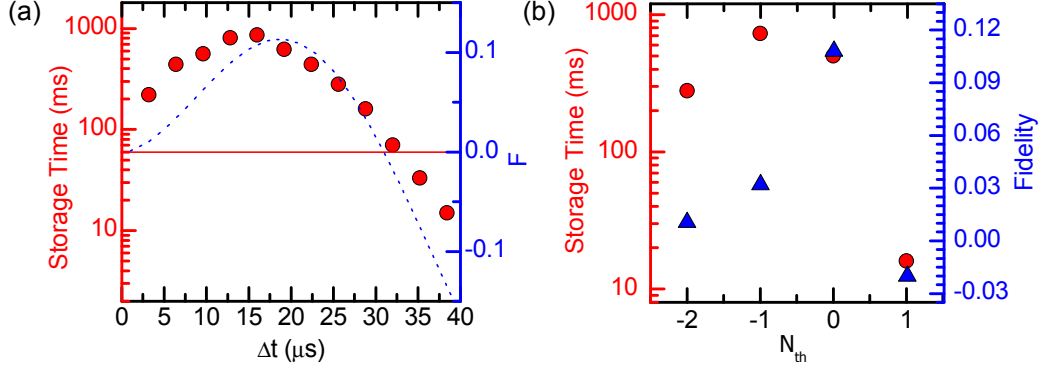 (a)
1000
100
10
Storage Time (ms)
0 5 10 15 20 25 30 35 40
Δt (μs)
0.1
0.0
-0.1
F
(b)
1000
100
10
Storage Time (ms)
-2 -1 0 1
N_th
0.12
0.09
0.06
0.03
0.00
-0.03
Fidelity